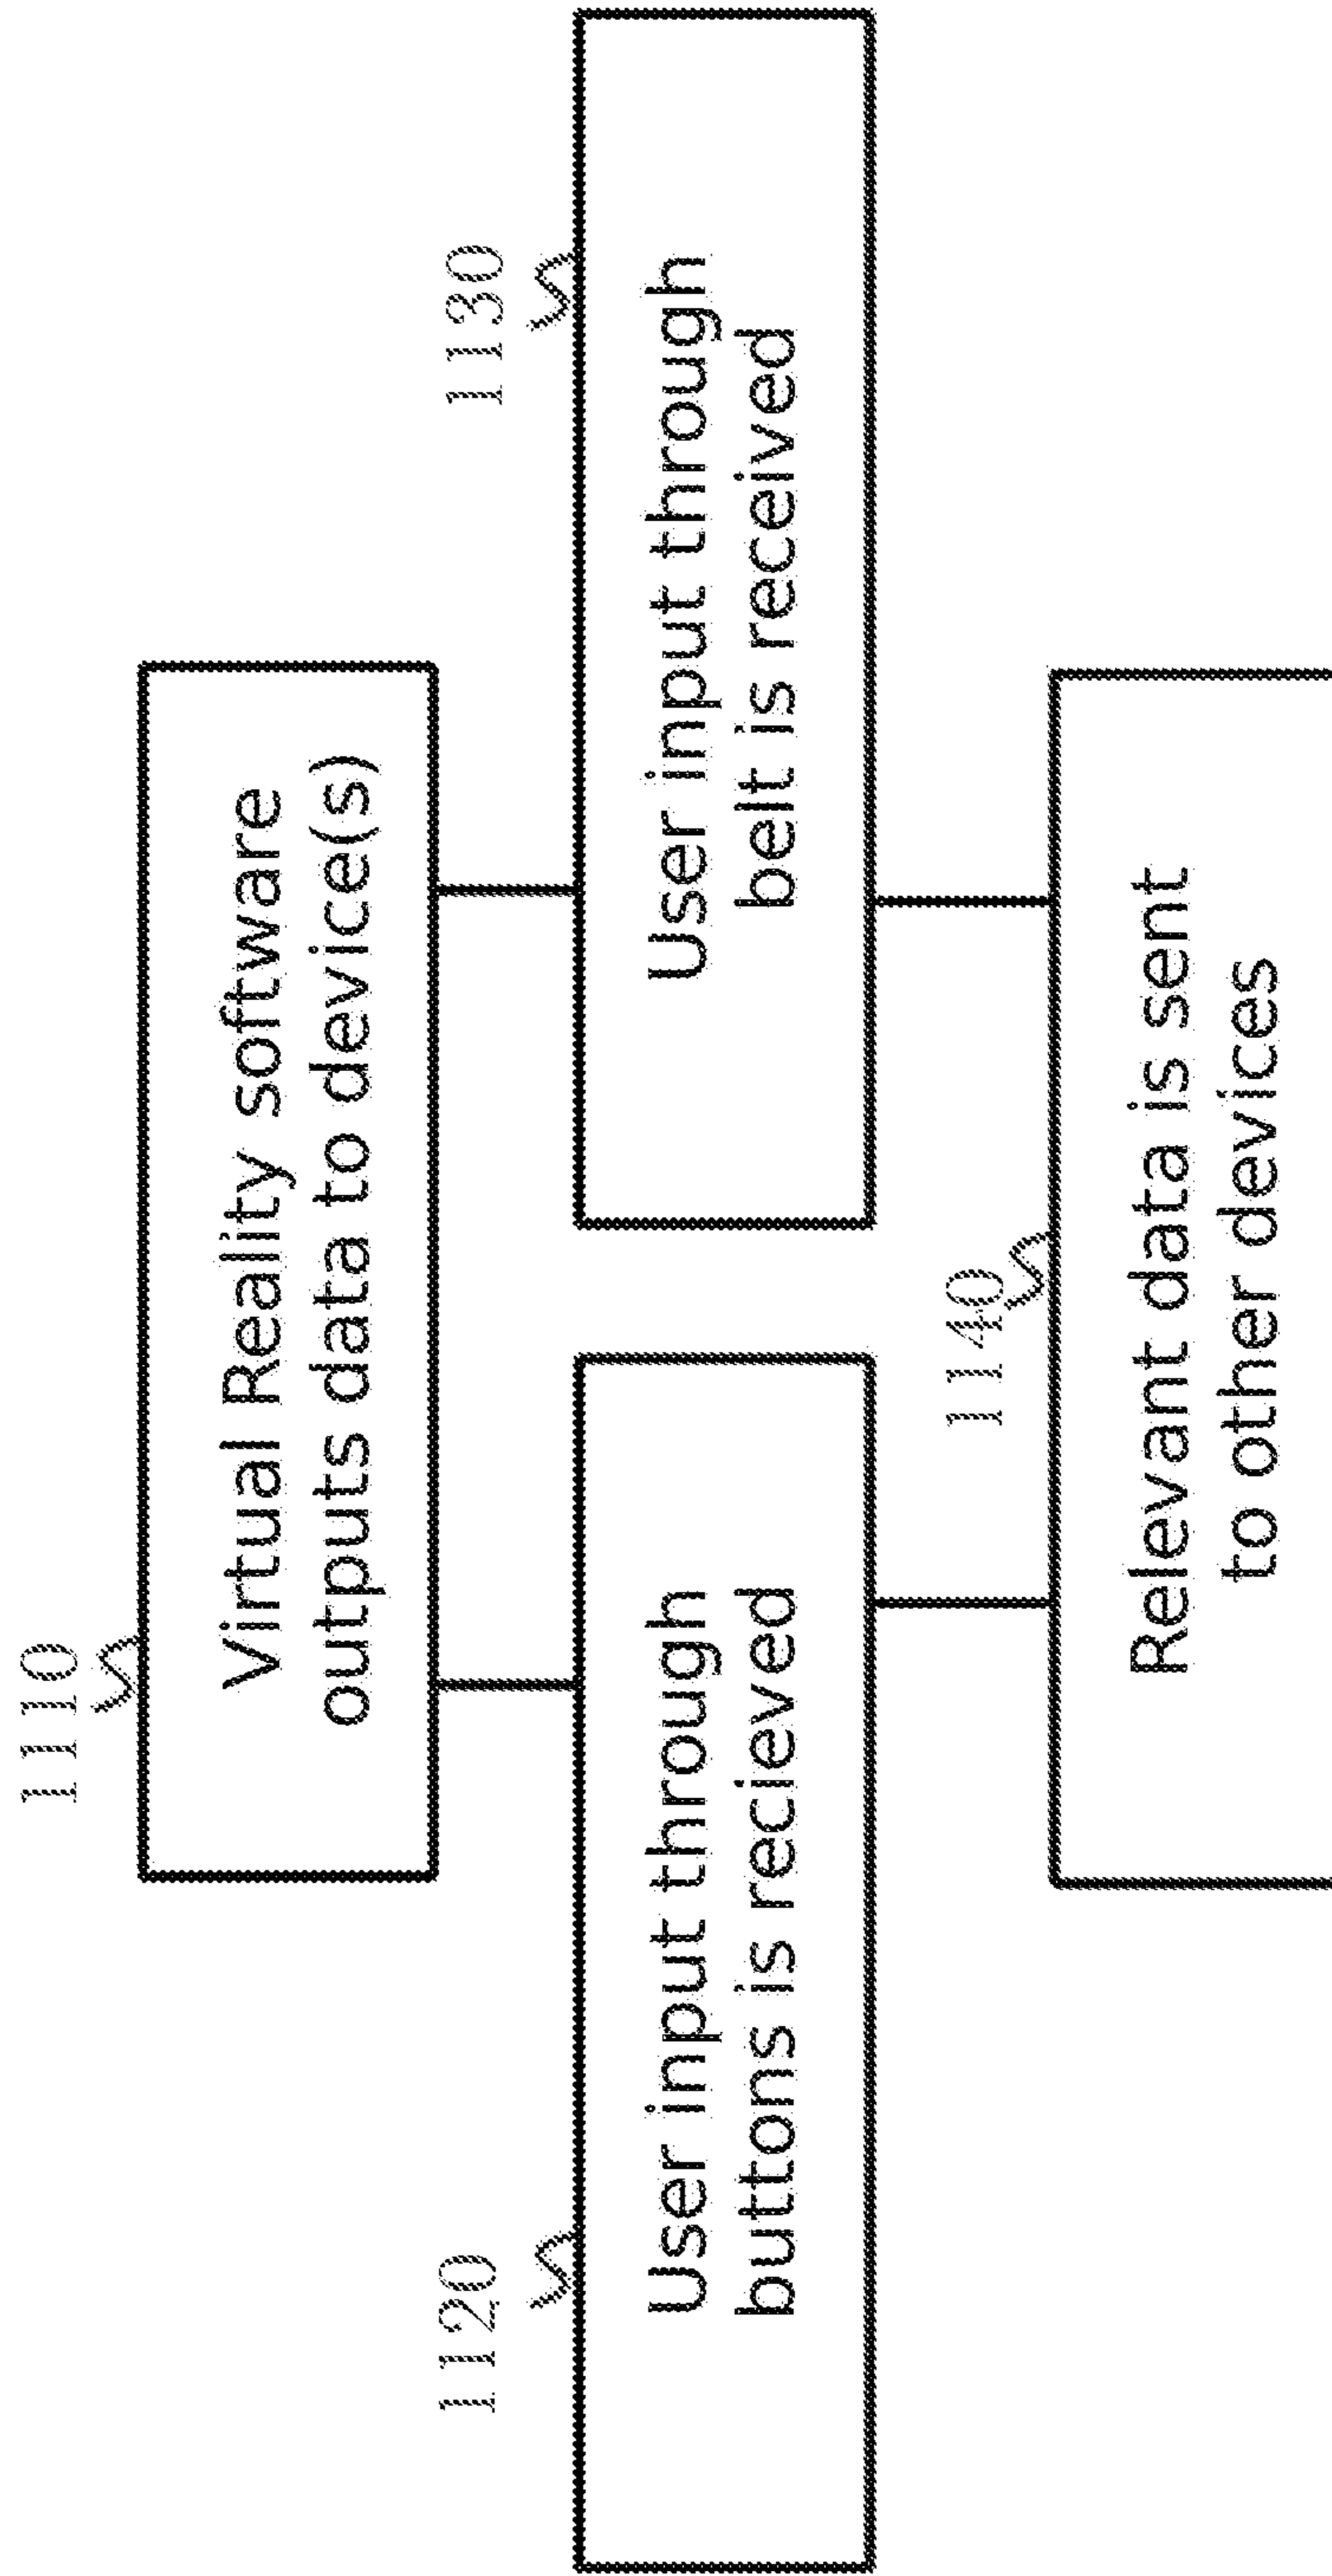 1110
Virtual Reality software
outputs data to device(s)
1120
User input through
buttons is recieved
1130
User input through
belt is received
1140
Relevant data is sent
to other devices